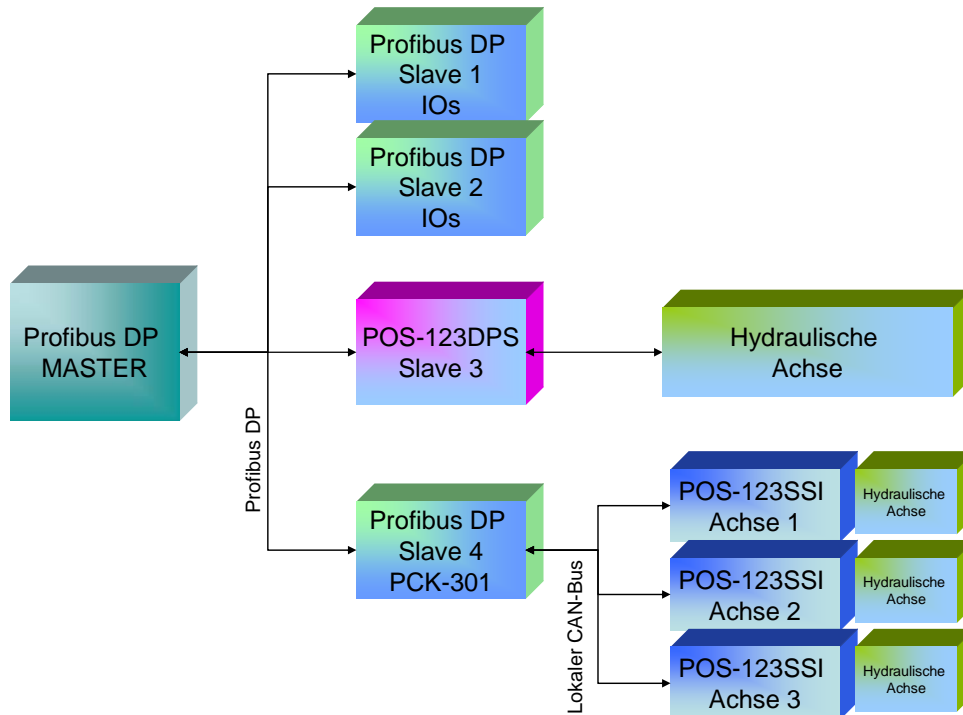 Profibus DP
Slave 1
IOs
Profibus DP
Slave 2
IOs
Profibus DP
MASTER
POS-123DPS
Slave 3
Hydraulische
Achse
Profibus DP
Profibus DP
Slave 4
PCK-301
Lokaler CAN-Bus
POS-123SSI
Achse 1
Hydraulische
Achse
POS-123SSI
Achse 2
Hydraulische
Achse
POS-123SSI
Achse 3
Hydraulische
Achse